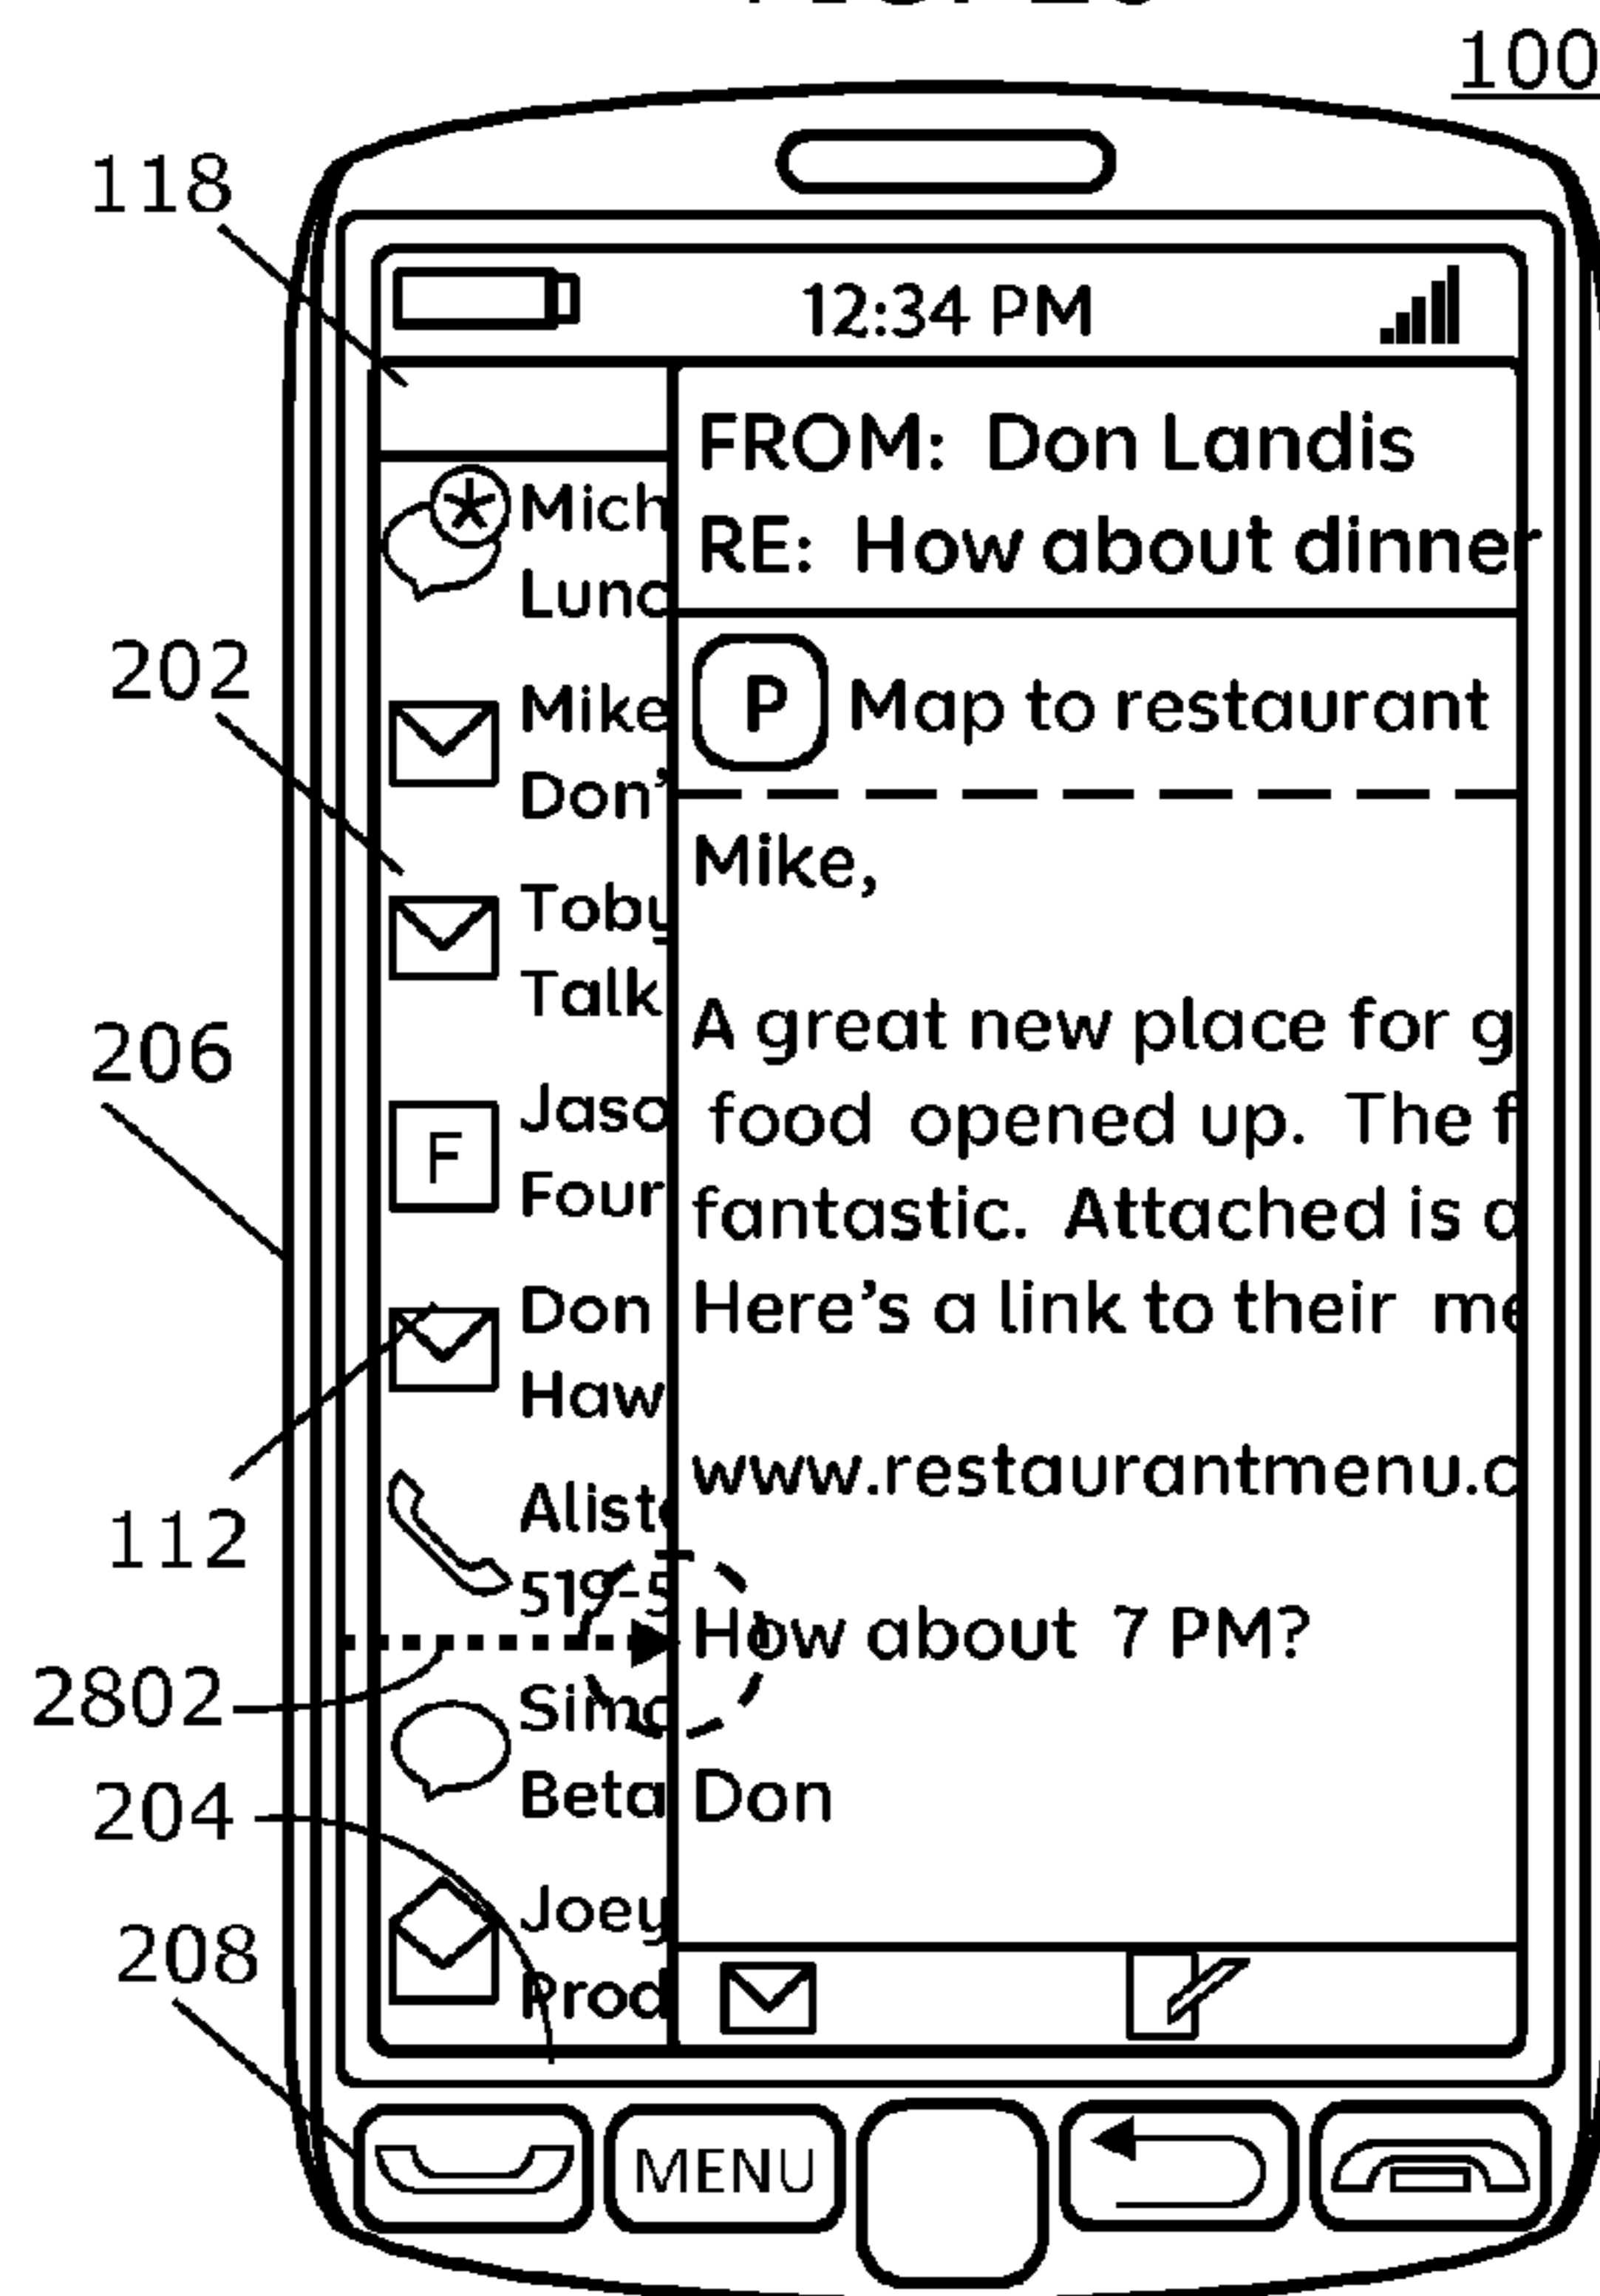 100
118
12:34 PM
FROM: Don Landis
RE: How about dinner
Mich
Lunc
P Map to restaurant
202
Mike
Don'
Mike,
Toby
Talk
A great new place for g
food opened up. The f
fantastic. Attached is a
Here's a link to their me
206
Jaso
F
Four
Don
Haw
www.restaurantmenu.c
112
Aliste
519-5
How about 7 PM?
2802
Simo
Beta
Don
204
Joey
Prod
208
MENU